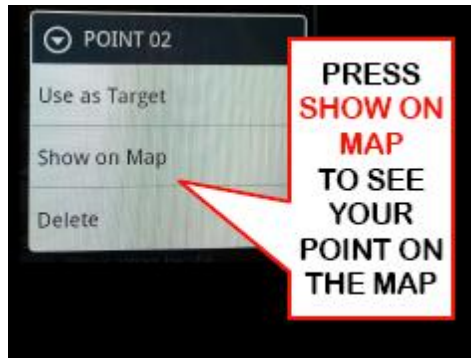 POINT 02
Use as Target
Show on Map
Delete
PRESS
SHOW ON
MAP
TO SEE
YOUR
POINT ON
THE MAP